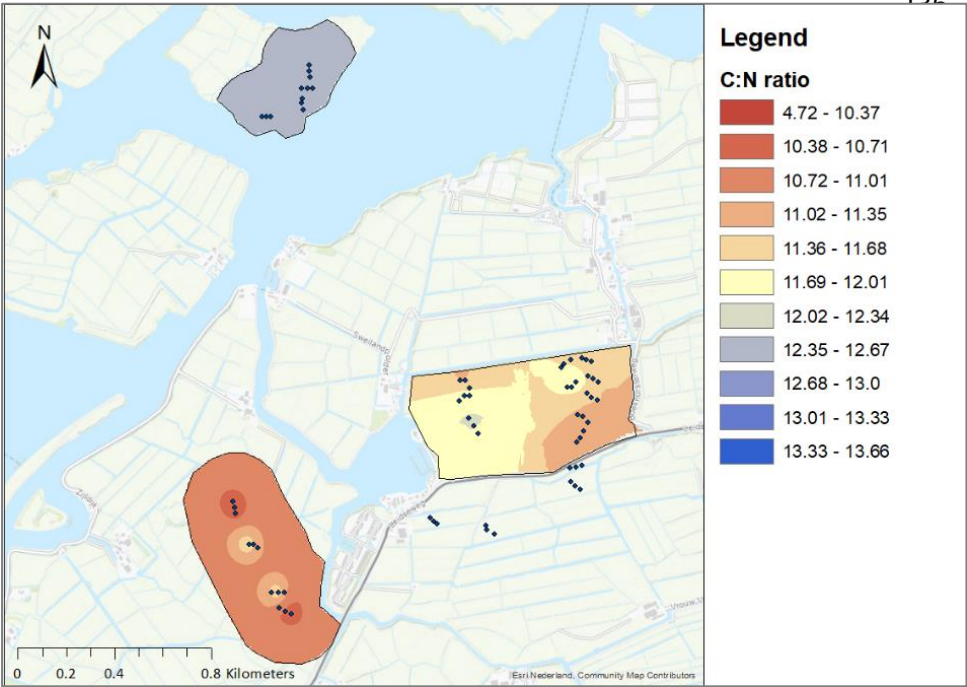 N
Legend
C:N ratio
4.72 - 10.37
10.38 - 10.71
10.72 - 11.01
11.02 - 11.35
11.36 - 11.68
11.69 - 12.01
12.02 - 12.34
12.35 - 12.67
12.68 - 13.0
13.01 - 13.33
13.33 - 13.66
Sweilandpolder
Zijldijk
0 0.2 0.4 0.8 Kilometers
Esri Nederland, Community Map Contributors